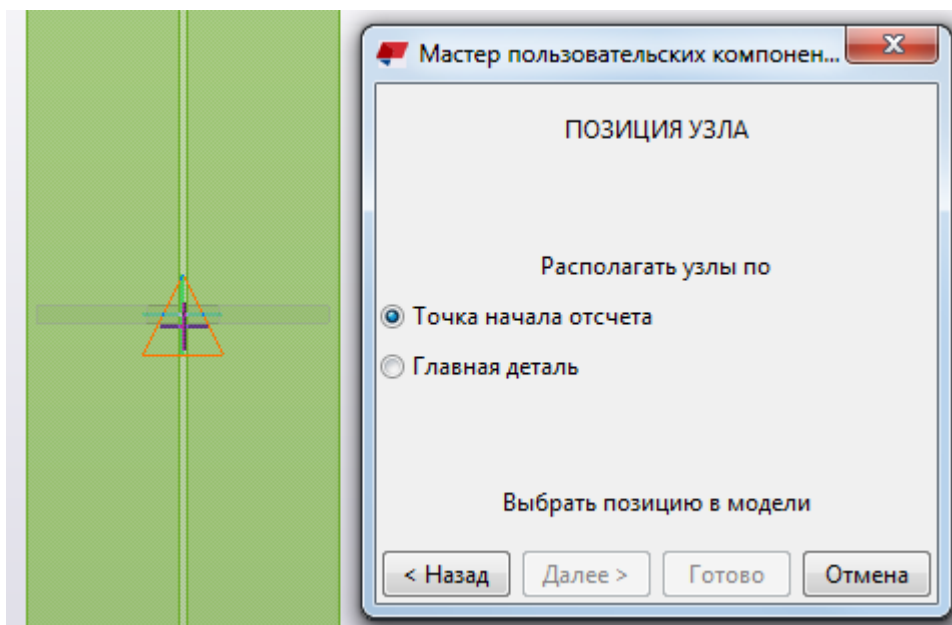 Мастер пользовательских компонен...
ПОЗИЦИЯ УЗЛА
Располагать узлы по
Точка начала отсчета
Главная деталь
Выбрать позицию в модели
< Назад Далее > Готово Отмена